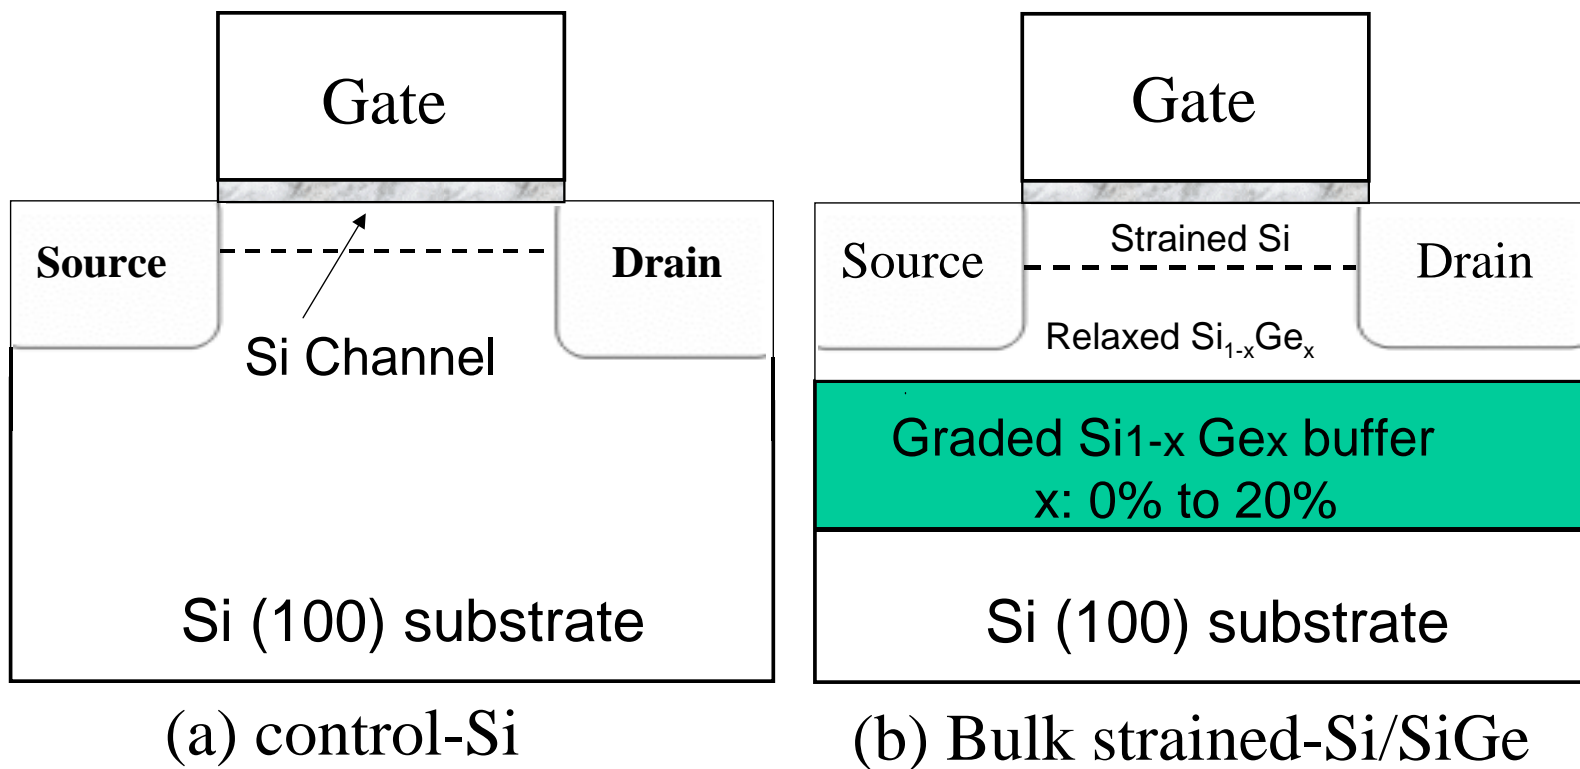 Gate
Source
Drain
Si Channel
Si (100) substrate
(a) control-Si
Gate
Strained Si
Source
Drain
Relaxed Si1-xGex
Graded Si1-x Gex buffer
x: 0% to 20%
Si (100) substrate
(b) Bulk strained-Si/SiGe